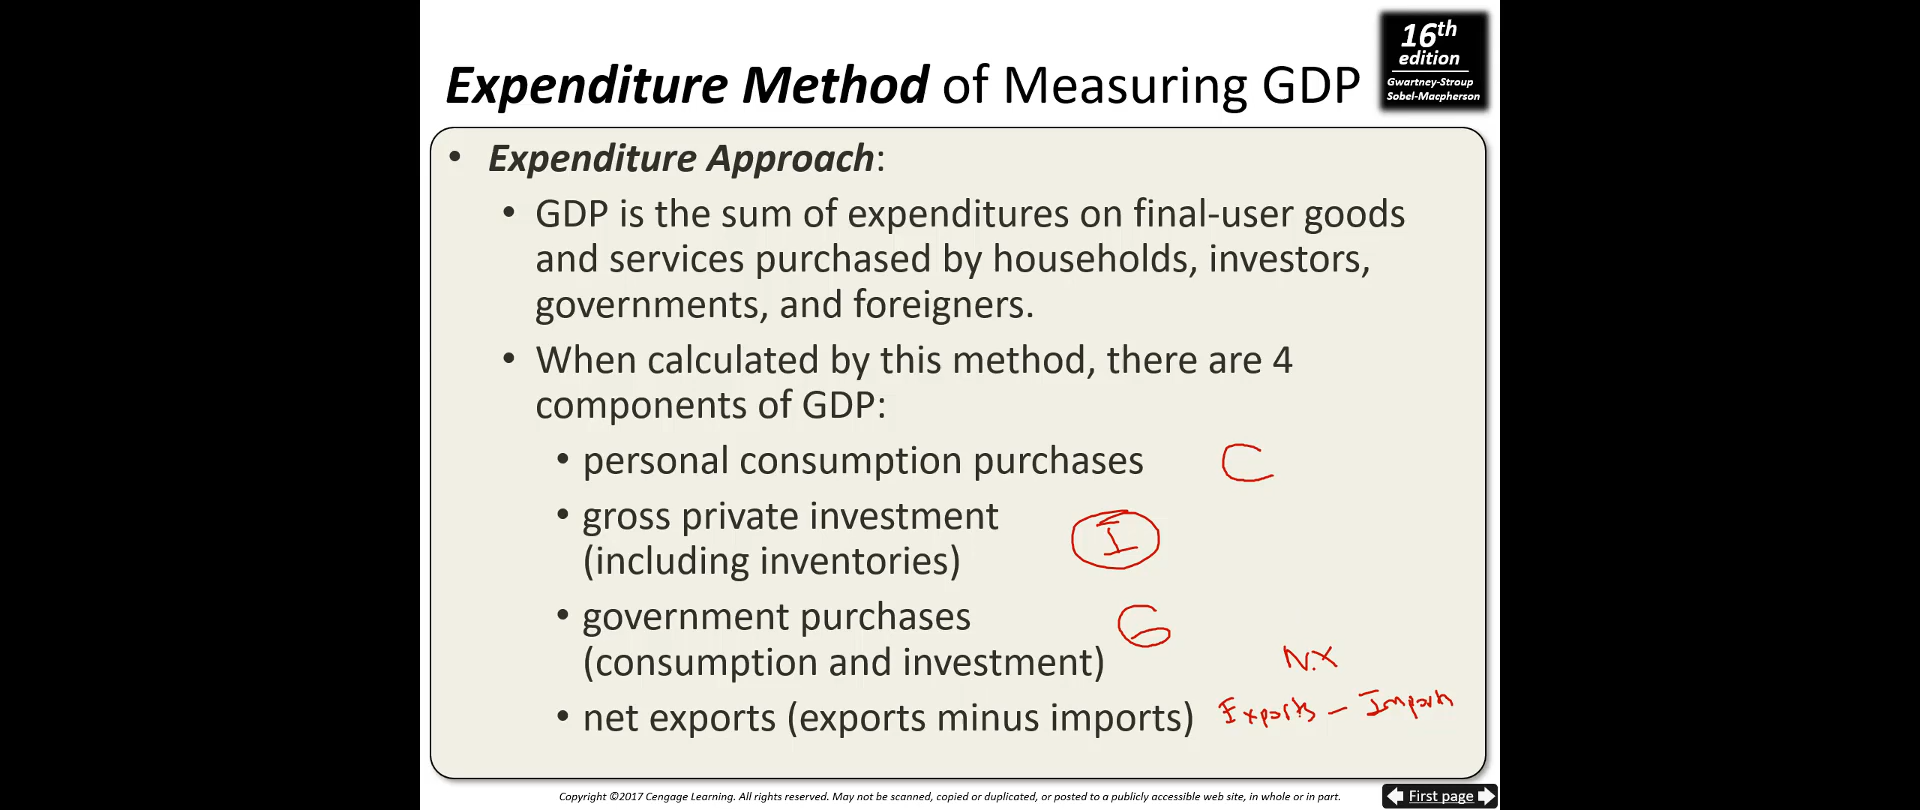 16th
edition
Gwartney-Stroup
Sobel-Macpherson
Expenditure Method of Measuring GDP
• Expenditure Approach:
• GDP is the sum of expenditures on final-user goods
and services purchased by households, investors,
governments, and foreigners.
• When calculated by this method, there are 4
components of GDP:
• personal consumption purchases C
• gross private investment
(including inventories) I
• government purchases G
(consumption and investment)
N.X
• net exports (exports minus imports) Exports - Imports
Copyright ©2017 Cengage Learning. All rights reserved. May not be scanned, copied or duplicated, or posted to a publicly accessible web site, in whole or in part.
First page